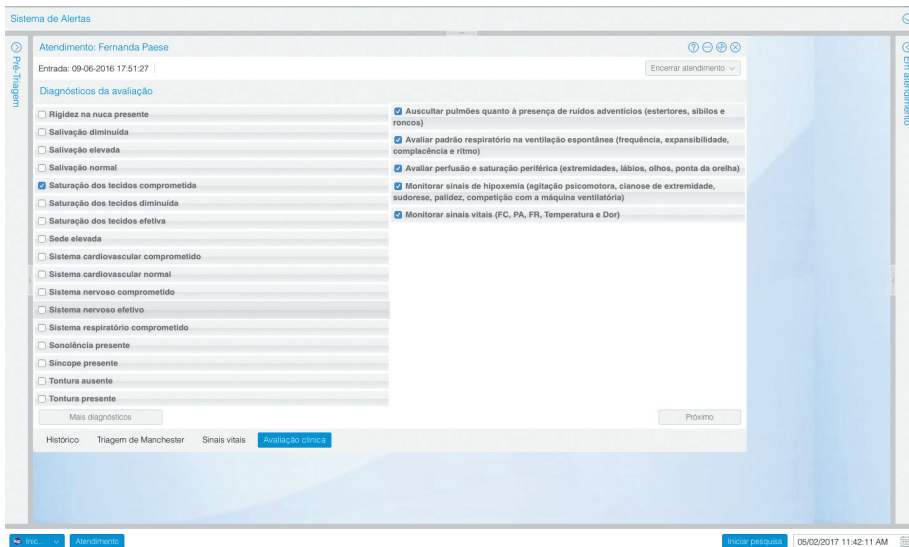 Sistema de Alertas
Pré-Triagem
Atendimento: Fernanda Paese
Entrada: 09-06-2016 17:51:27
Encerrar atendimento
Diagnósticos da avaliação
Rigidez na nuca presente
Salivação diminuída
Salivação elevada
Salivação normal
Saturação dos tecidos comprometida
Saturação dos tecidos diminuída
Saturação dos tecidos efetiva
Sede elevada
Sistema cardiovascular comprometido
Sistema cardiovascular normal
Sistema nervoso comprometido
Sistema nervoso efetivo
Sistema respiratório comprometido
Sonolência presente
Síncope presente
Tontura ausente
Tontura presente
Auscultar pulmões quanto à presença de ruídos adventícios (estertores, sibilos e
roncos)
Avaliar padrão respiratório na ventilação espontânea (frequência, expansibilidade,
complacência e ritmo)
Avaliar perfusão e saturação periférica (extremidades, lábios, olhos, ponta da orelha)
Monitorar sinais de hipoxemia (agitação psicomotora, cianose de extremidade,
sudorese, palidez, competição com a máquina ventilatória)
Monitorar sinais vitais (FC, PA, FR, Temperatura e Dor)
Mais diagnósticos
Próximo
Histórico Triagem de Manchester Sinais vitais Avaliação clínica
Em atendimento
Inic... Atendimento
Iniciar pesquisa 05/02/2017 11:42:11 AM